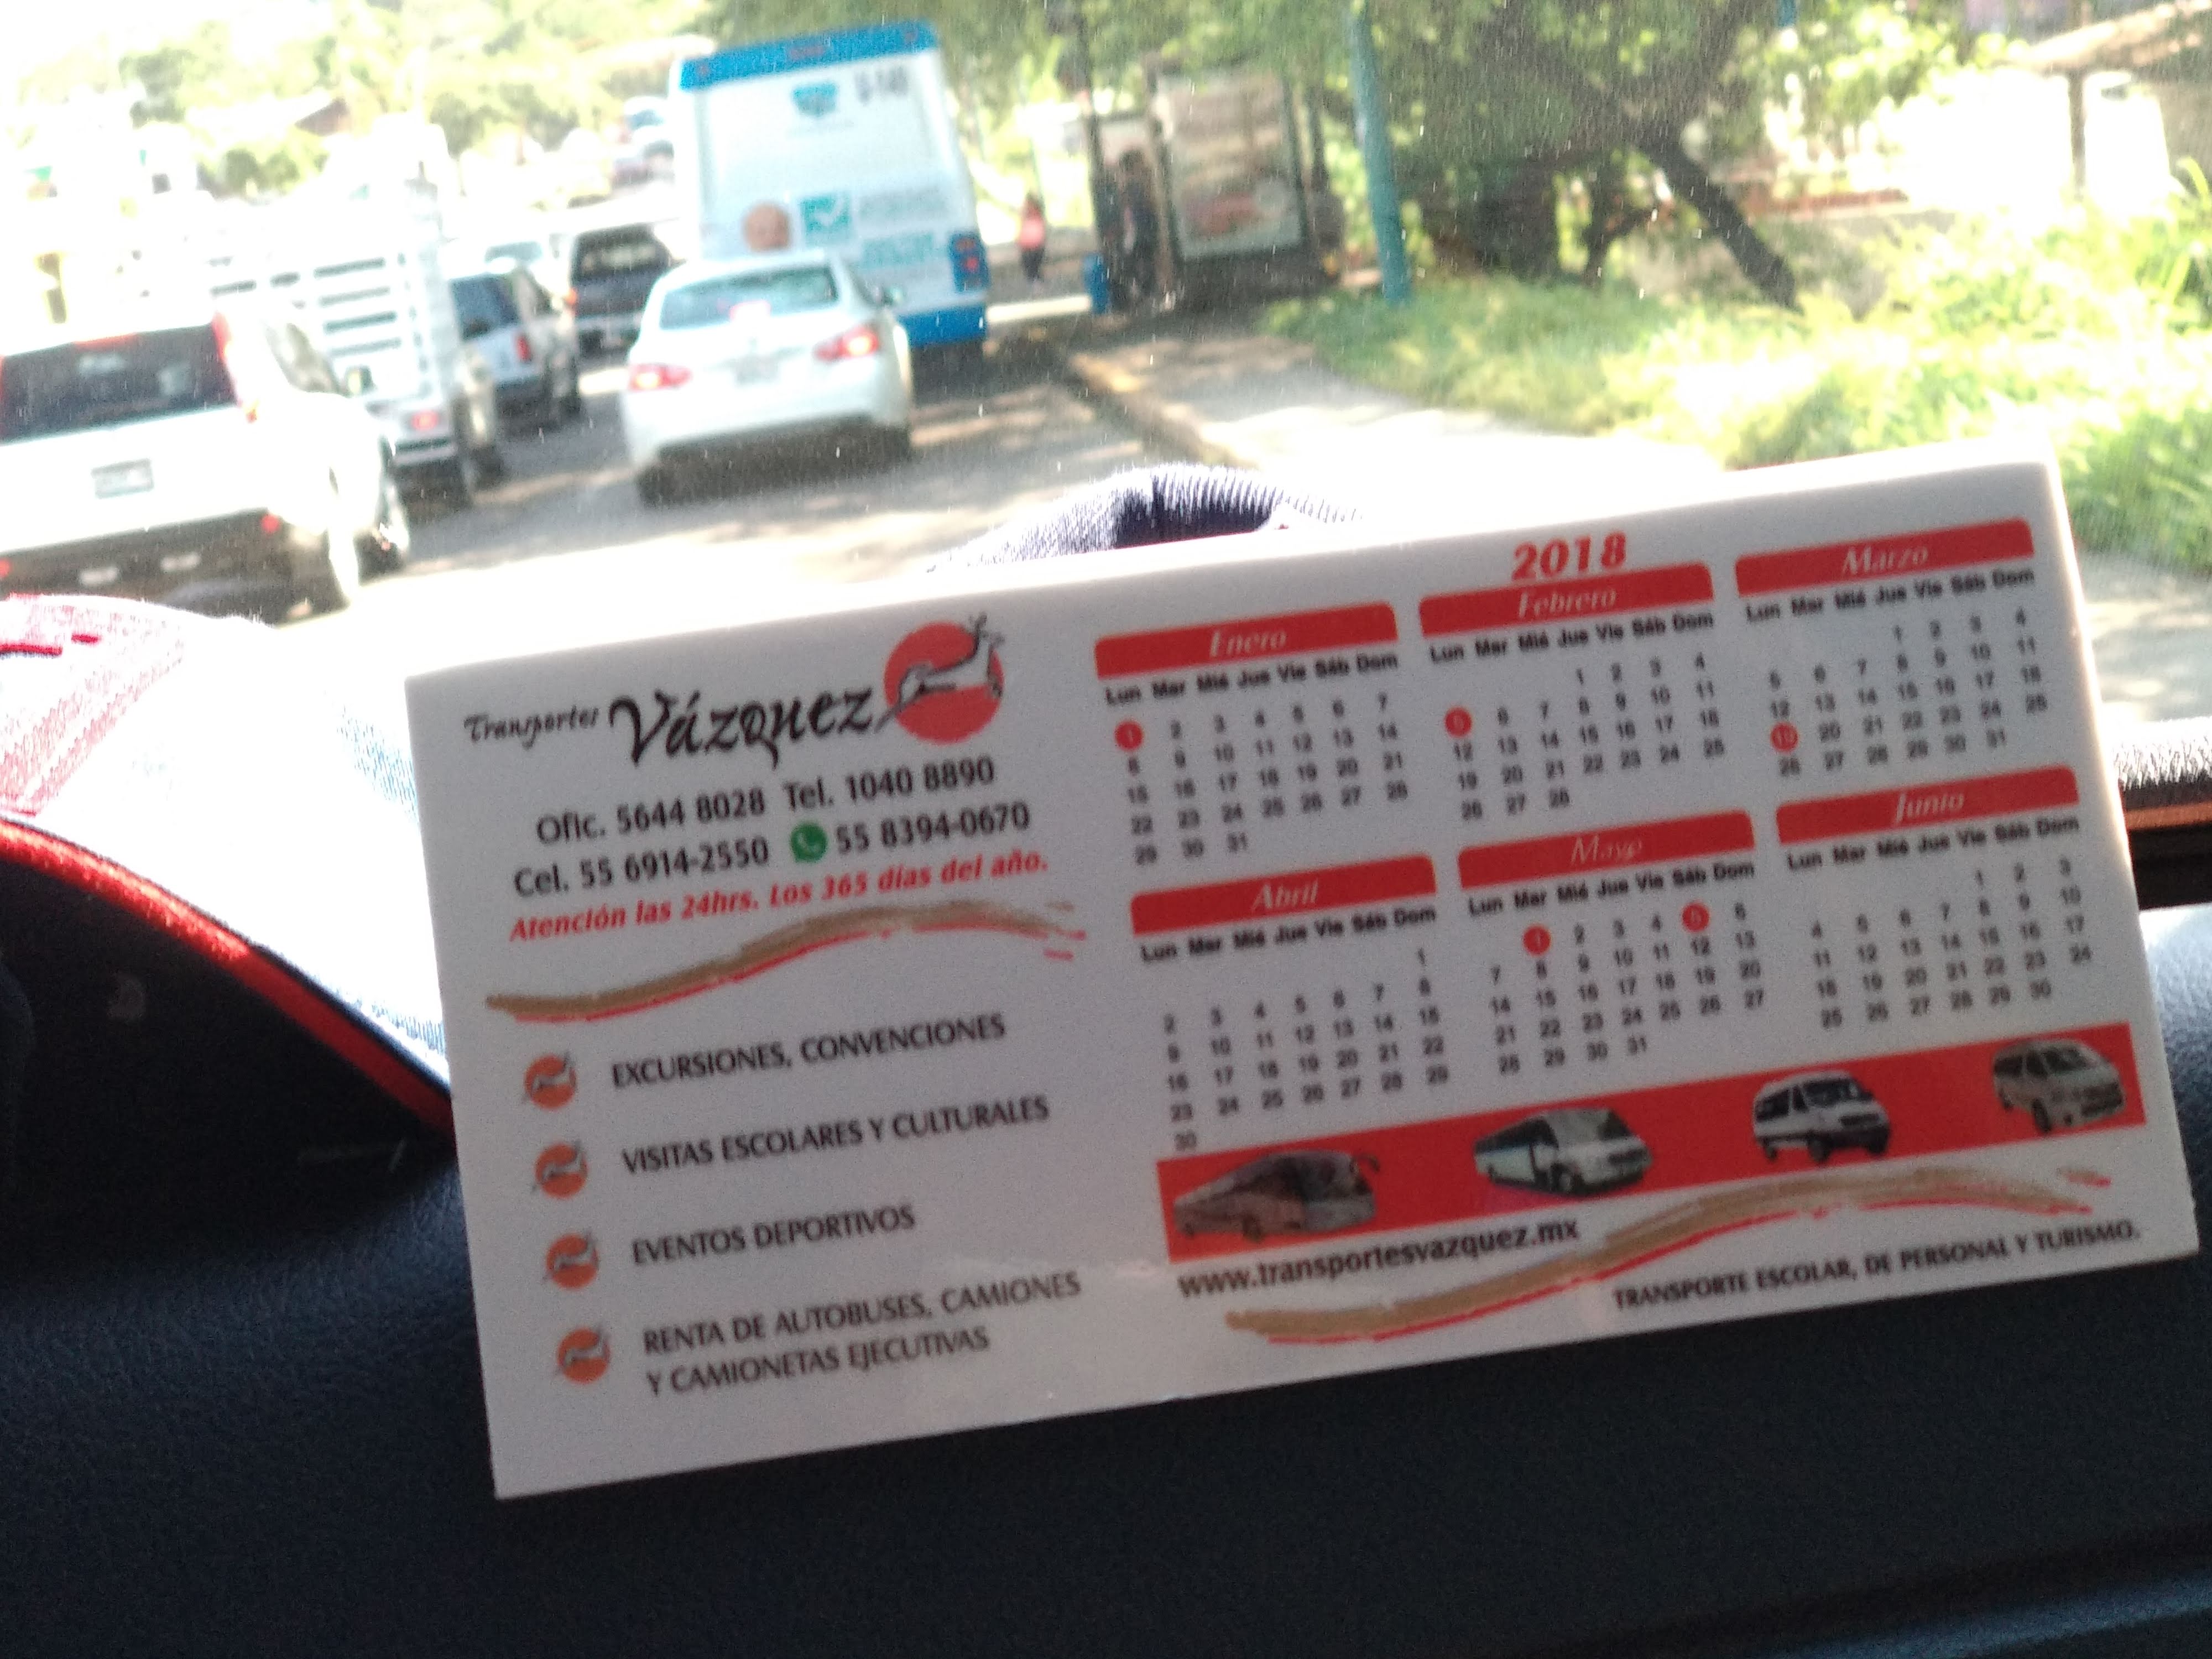 Transportes Vázquez
Ofic. 5644 8028 Tel. 1040 8890
Cel. 55 6914-2550 55 8394-0670
Atención las 24hrs. Los 365 días del año.
EXCURSIONES, CONVENCIONES
VISITAS ESCOLARES Y CULTURALES
EVENTOS DEPORTIVOS
RENTA DE AUTOBUSES, CAMIONES
Y CAMIONETAS EJECUTIVAS
2018
Enero
Lun Mar Mié Jue Vie Sáb Dom
1 2 3 4 5 6 7
8 9 10 11 12 13 14
15 16 17 18 19 20 21
22 23 24 25 26 27 28
29 30 31
Febrero
Lun Mar Mié Jue Vie Sáb Dom
1 2 3 4
5 6 7 8 9 10 11
12 13 14 15 16 17 18
19 20 21 22 23 24 25
26 27 28
Marzo
Lun Mar Mié Jue Vie Sáb Dom
1 2 3 4
5 6 7 8 9 10 11
12 13 14 15 16 17 18
19 20 21 22 23 24 25
26 27 28 29 30 31
Abril
Lun Mar Mié Jue Vie Sáb Dom
1
2 3 4 5 6 7 8
9 10 11 12 13 14 15
16 17 18 19 20 21 22
23 24 25 26 27 28 29
30
Mayo
Lun Mar Mié Jue Vie Sáb Dom
1 2 3 4 5 6
7 8 9 10 11 12 13
14 15 16 17 18 19 20
21 22 23 24 25 26 27
28 29 30 31
Junio
Lun Mar Mié Jue Vie Sáb Dom
1 2 3
4 5 6 7 8 9 10
11 12 13 14 15 16 17
18 19 20 21 22 23 24
25 26 27 28 29 30
www.transportesvazquez.mx
TRANSPORTE ESCOLAR, DE PERSONAL Y TURISMO.